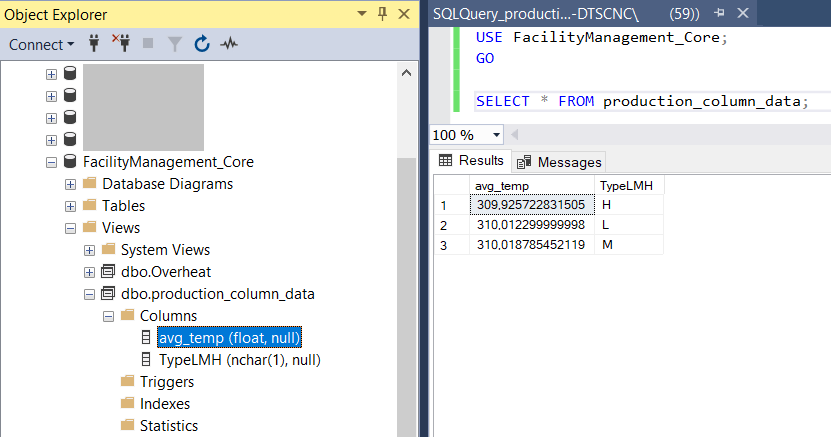 Object Explorer
Connect
FacilityManagement_Core
Database Diagrams
Tables
Views
System Views
dbo.Overheat
dbo.production_column_data
Columns
avg_temp (float, null)
TypeLMH (nchar(1), null)
Triggers
Indexes
Statistics
SQLQuery_producti...-DTSCNC\ (59))
USE FacilityManagement_Core;
GO
SELECT * FROM production_column_data;
100 %
Results Messages
avg_temp TypeLMH
1 309,925722831505 H
2 310,012299999998 L
3 310,018785452119 M